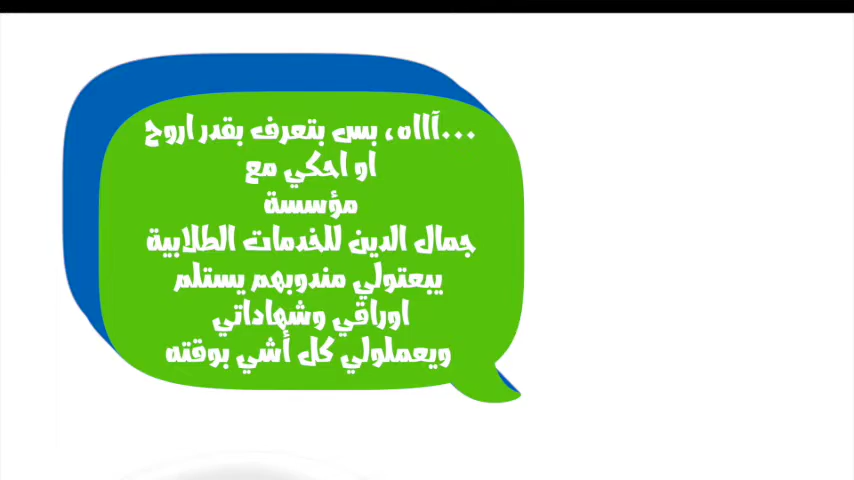 ...آآآه ، بس بتعرف بقدر اروح
او احكي مع
مؤسسة
جمال الدين للخدمات الطلابية
يبعتولي مندوبهم يستلم
اوراقي وشهاداتي
ويعملولي كل أشي بوقته